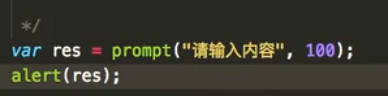 */
var res = prompt("请输入内容", 100);
alert(res);